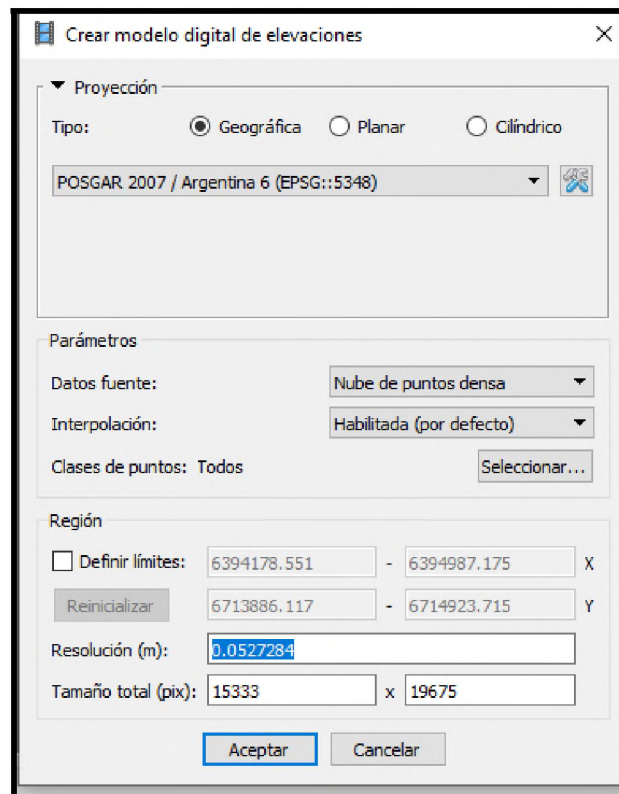 Crear modelo digital de elevaciones
Proyección
Tipo: Geográfica Planar Cilíndrico
POSGAR 2007 / Argentina 6 (EPSG::5348)
Parámetros
Datos fuente: Nube de puntos densa
Interpolación: Habilitada (por defecto)
Clases de puntos: Todos Seleccionar...
Región
Definir límites: 6394178.551 - 6394987.175 X
Reinicializar 6713886.117 - 6714923.715 Y
Resolución (m): 0.0527284
Tamaño total (pix): 15333 x 19675
Aceptar Cancelar